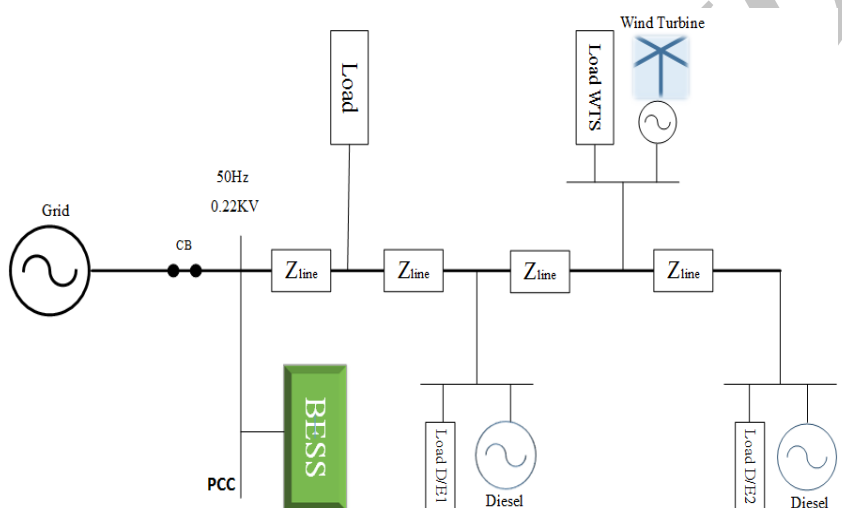 Wind Turbine
Load
Load WTS
50Hz
0.22KV
Grid
CB
Zline
Zline
Zline
Zline
BESS
PCC
Load D/E1
Diesel
Load D/E2
Diesel